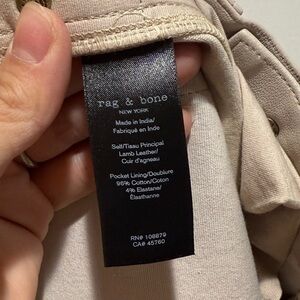 rag & bone
NEW YORK
Made in India/
Fabriqué en Inde
Self/Tissu Principal
Lamb Leather/
Cuir d'agneau
Pocket Lining/Doublure
96% Cotton/Coton
4% Elastane/
Élasthanne
RN# 108879
CA# 45760